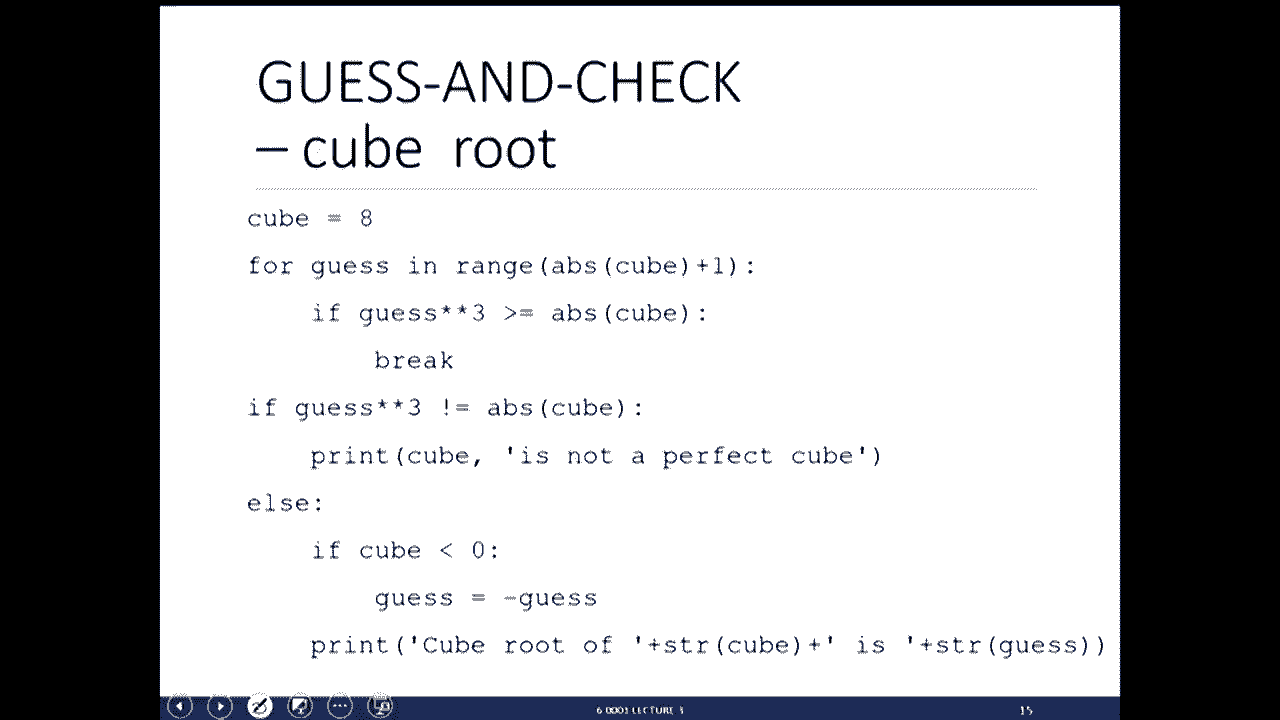 GUESS-AND-CHECK
– cube root
cube = 8
for guess in range(abs(cube)+1):
    if guess**3 >= abs(cube):
        break
if guess**3 != abs(cube):
    print(cube, 'is not a perfect cube')
else:
    if cube < 0:
        guess = -guess
    print('Cube root of '+str(cube)+' is '+str(guess))
6.0001 LECTURE 3
15